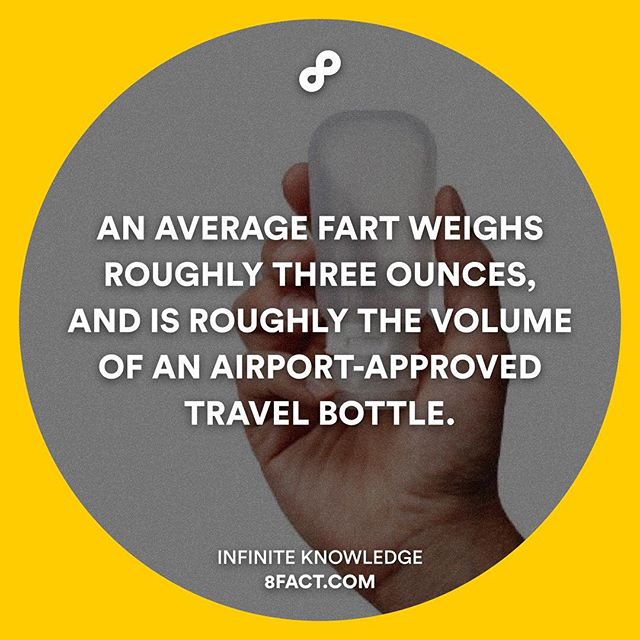 AN AVERAGE FART WEIGHS
ROUGHLY THREE OUNCES,
AND IS ROUGHLY THE VOLUME
OF AN AIRPORT-APPROVED
TRAVEL BOTTLE.
INFINITE KNOWLEDGE
8FACT.COM